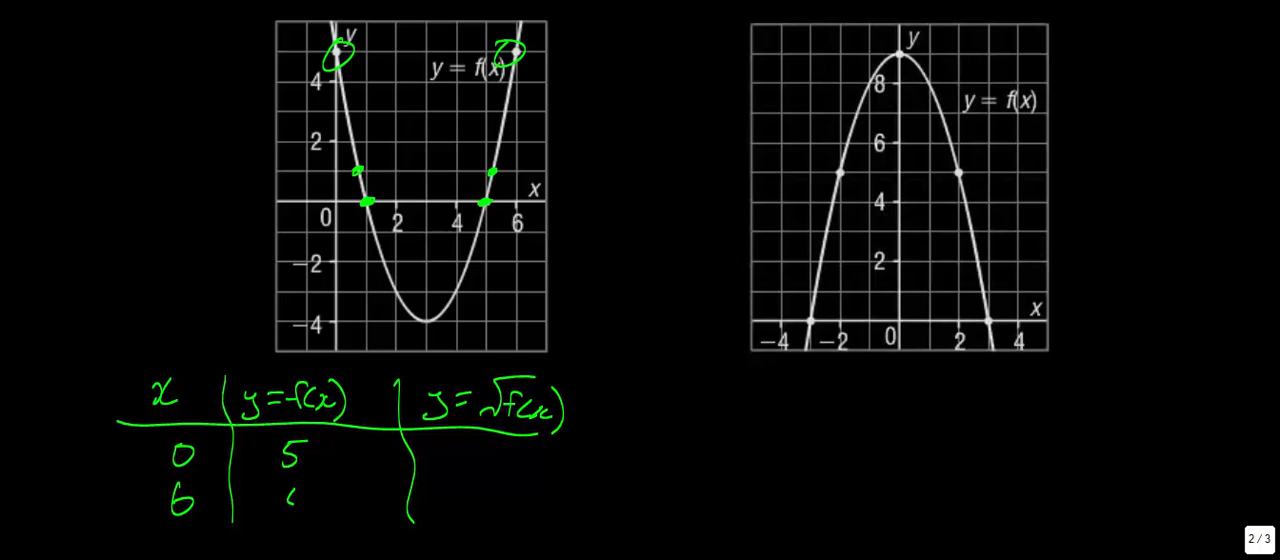 y
4
y = f(x)
2
x
0
2
4
6
−2
−4
y
8
y = f(x)
6
4
2
x
−4
−2
0
2
4
x | y = f(x) | y = √f(x)
0 | 5
6
2 / 3